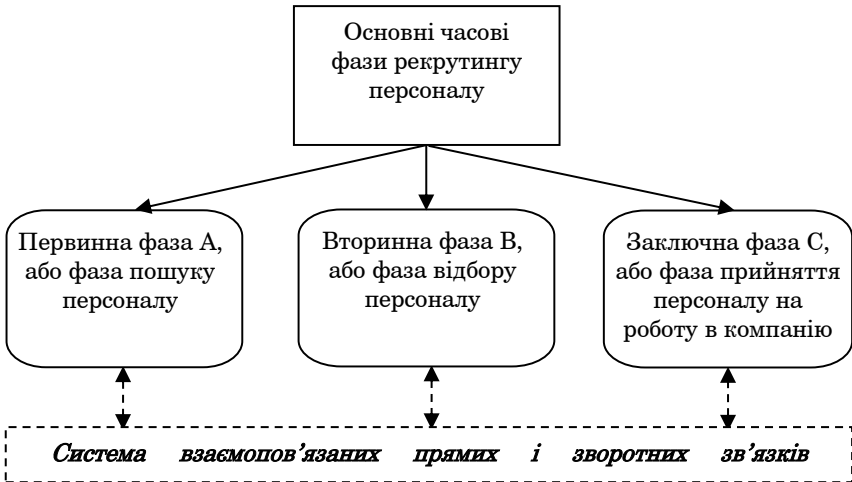 Основні часові
фази рекрутингу
персоналу
Первинна фаза А,
або фаза пошуку
персоналу
Вторинна фаза В,
або фаза відбору
персоналу
Заключна фаза С,
або фаза прийняття
персоналу на
роботу в компанію
Система взаємопов’язаних прямих і зворотних зв’язків